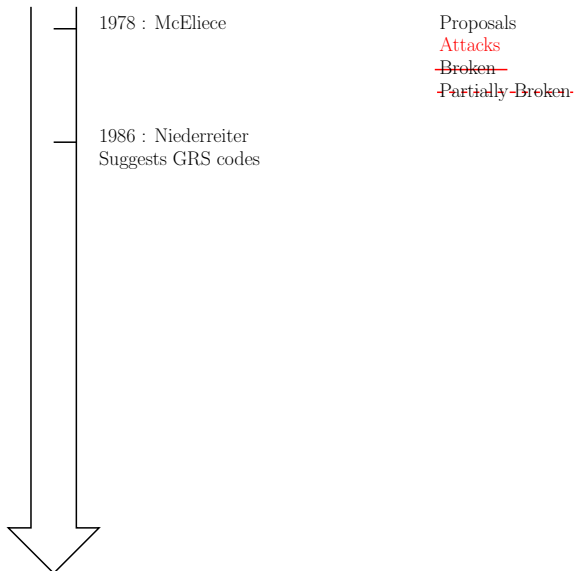 1978 : McEliece
1986 : Niederreiter
Suggests GRS codes
Proposals
Attacks
Broken
Partially Broken